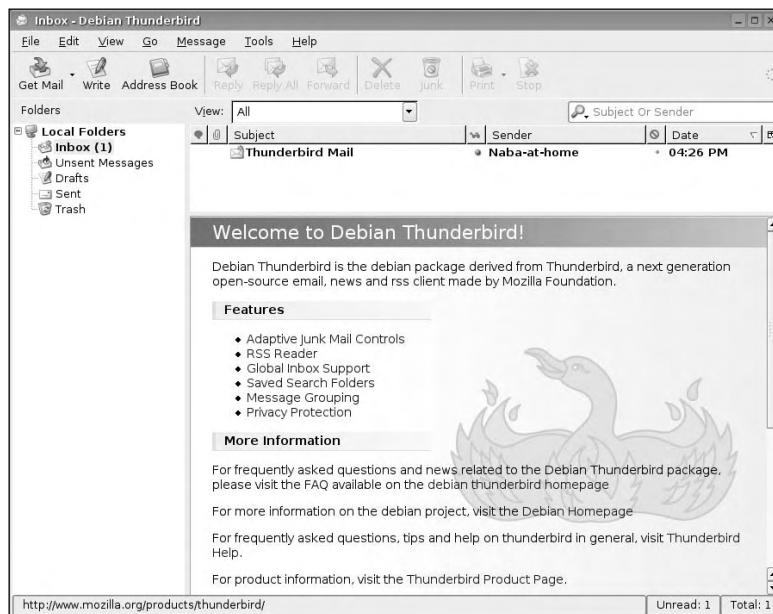 Inbox - Debian Thunderbird
File Edit View Go Message Tools Help
Get Mail Write Address Book Reply Reply All Forward Delete Junk Print Stop
Folders
View: All
Subject Or Sender
Local Folders
Inbox (1)
Unsent Messages
Drafts
Sent
Trash
Subject Sender Date
Thunderbird Mail Naba-at-home 04:26 PM
Welcome to Debian Thunderbird!
Debian Thunderbird is the debian package derived from Thunderbird, a next generation
open-source email, news and rss client made by Mozilla Foundation.
Features
Adaptive Junk Mail Controls
RSS Reader
Global Inbox Support
Saved Search Folders
Message Grouping
Privacy Protection
More Information
For frequently asked questions and news related to the Debian Thunderbird package,
please visit the FAQ available on the debian thunderbird homepage
For more information on the debian project, visit the Debian Homepage
For frequently asked questions, tips and help on thunderbird in general, visit Thunderbird
Help.
For product information, visit the Thunderbird Product Page.
http://www.mozilla.org/products/thunderbird/ Unread: 1 Total: 1